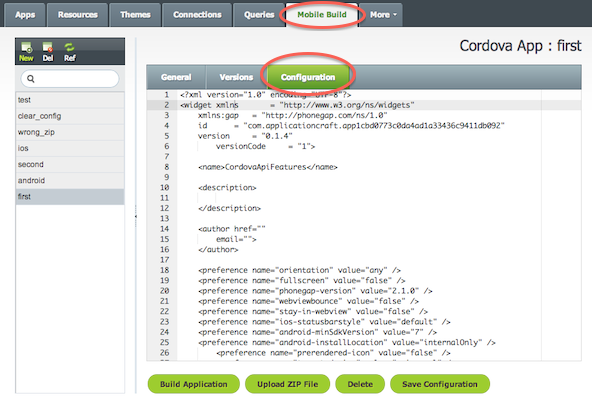 Apps Resources Themes Connections Queries Mobile Build More
Cordova App : first
New Del Ref
General Versions Configuration
test
clear_config
wrong_zip
ios
second
android
first
1 <?xml version="1.0" encoding="UTF-8"?>
2 <widget xmlns = "http://www.w3.org/ns/widgets"
3 xmlns:gap = "http://phonegap.com/ns/1.0"
4 id = "com.applicationcraft.app1cbd0773c0da4ad1a33436c9411db092"
5 version = "0.1.4"
6 versionCode = "1">
7
8 <name>CordovaApiFeatures</name>
9
10 <description>
11
12 </description>
13
14 <author href=""
15 email="">
16 </author>
17
18 <preference name="orientation" value="any" />
19 <preference name="fullscreen" value="false" />
20 <preference name="phonegap-version" value="2.1.0" />
21 <preference name="webviewbounce" value="false" />
22 <preference name="stay-in-webview" value="false" />
23 <preference name="ios-statusbarstyle" value="default" />
24 <preference name="android-minSdkVersion" value="7" />
25 <preference name="android-installLocation" value="internalOnly" />
26 <preference name="prerendered-icon" value="false" />
Build Application Upload ZIP File Delete Save Configuration